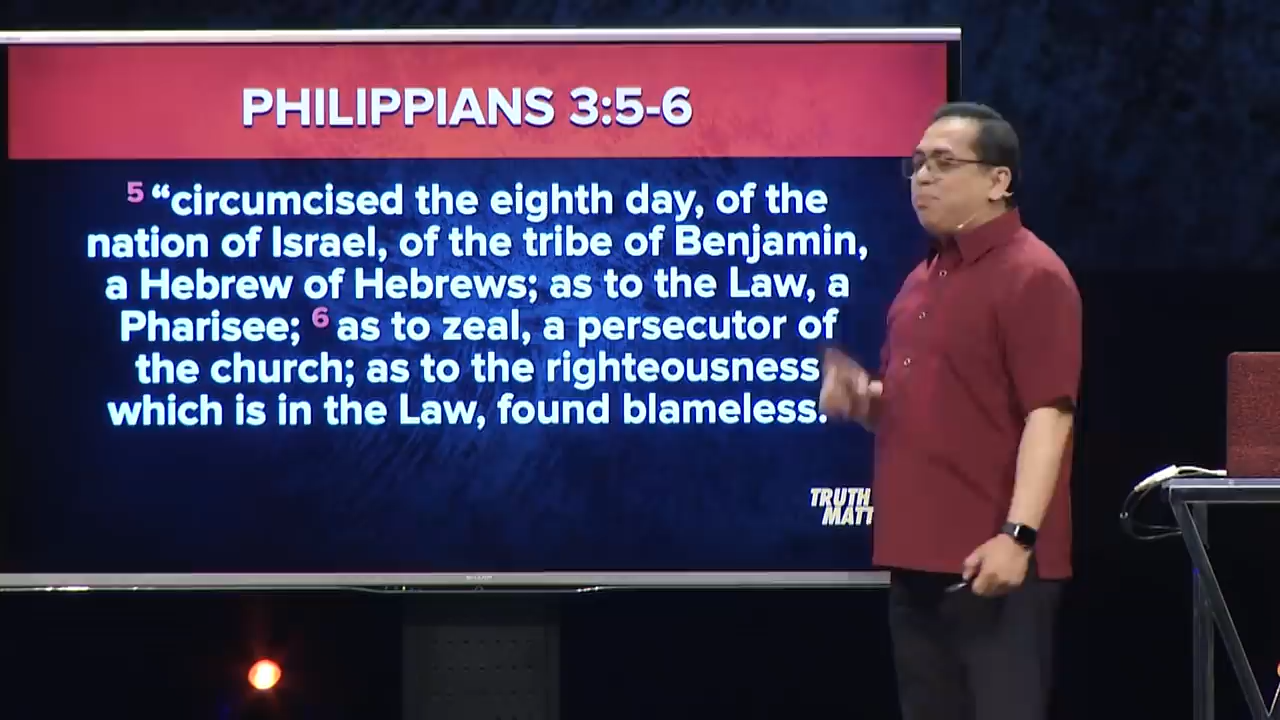 PHILIPPIANS 3:5-6
5 “circumcised the eighth day, of the
nation of Israel, of the tribe of Benjamin,
a Hebrew of Hebrews; as to the Law, a
Pharisee; 6 as to zeal, a persecutor of
the church; as to the righteousness
which is in the Law, found blameless.
TRUTH
MATT